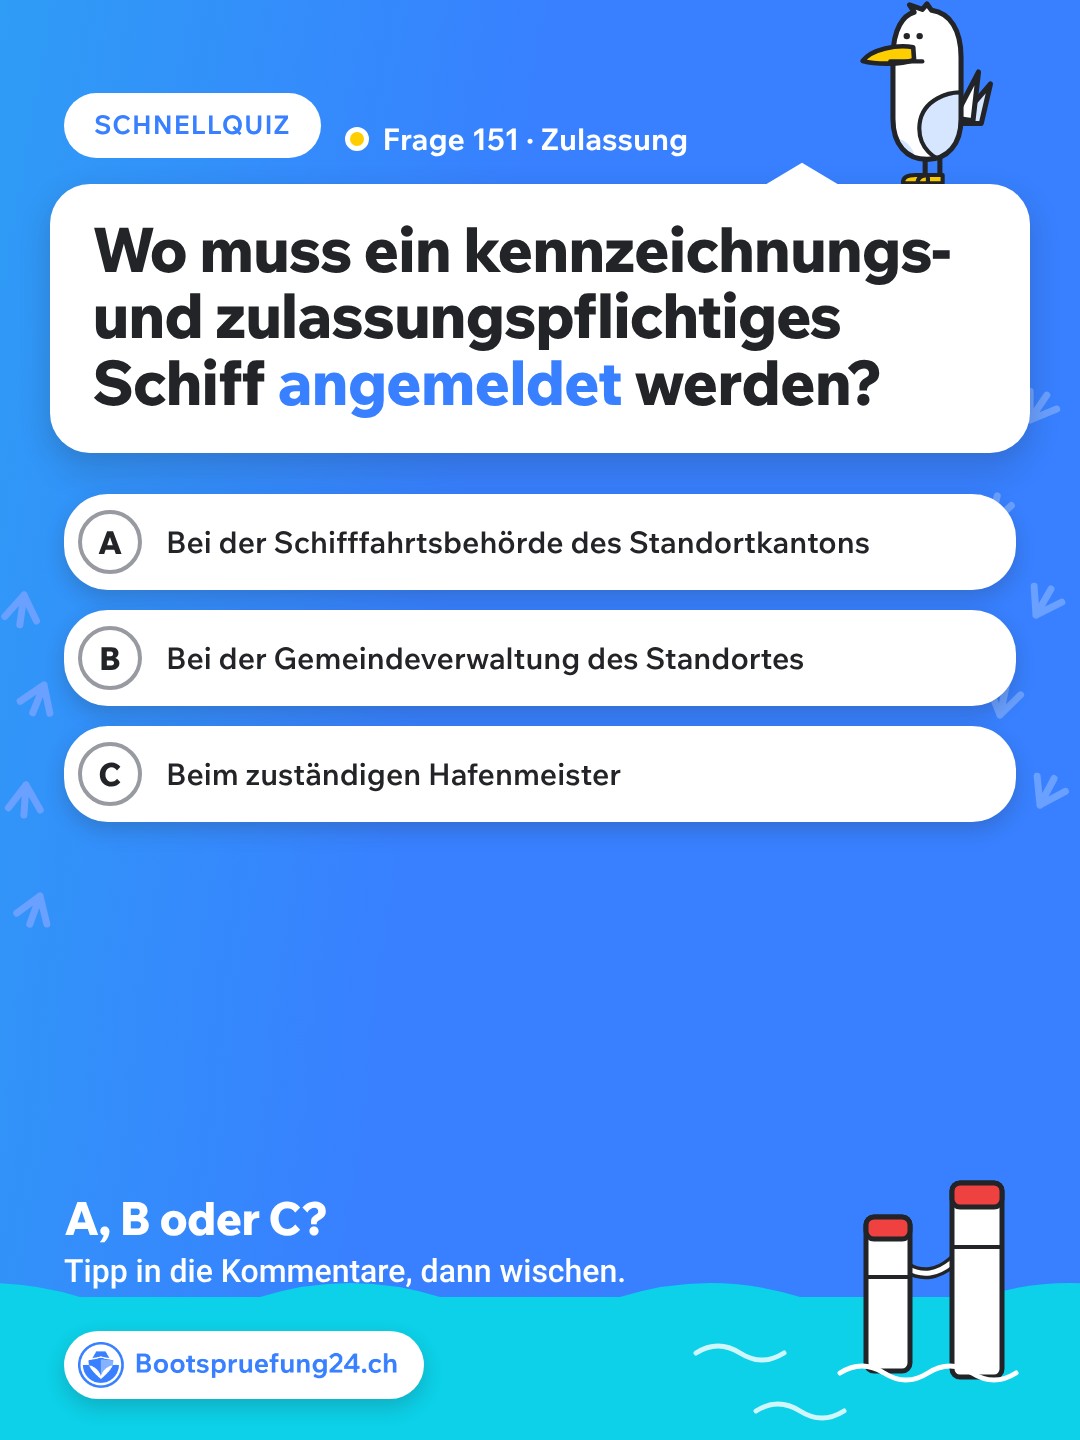 SCHNELLQUIZ
Frage 151 · Zulassung
Wo muss ein kennzeichnungs-
und zulassungspflichtiges
Schiff angemeldet werden?
A Bei der Schifffahrtsbehörde des Standortkantons
B Bei der Gemeindeverwaltung des Standortes
C Beim zuständigen Hafenmeister
A, B oder C?
Tipp in die Kommentare, dann wischen.
Bootspruefung24.ch